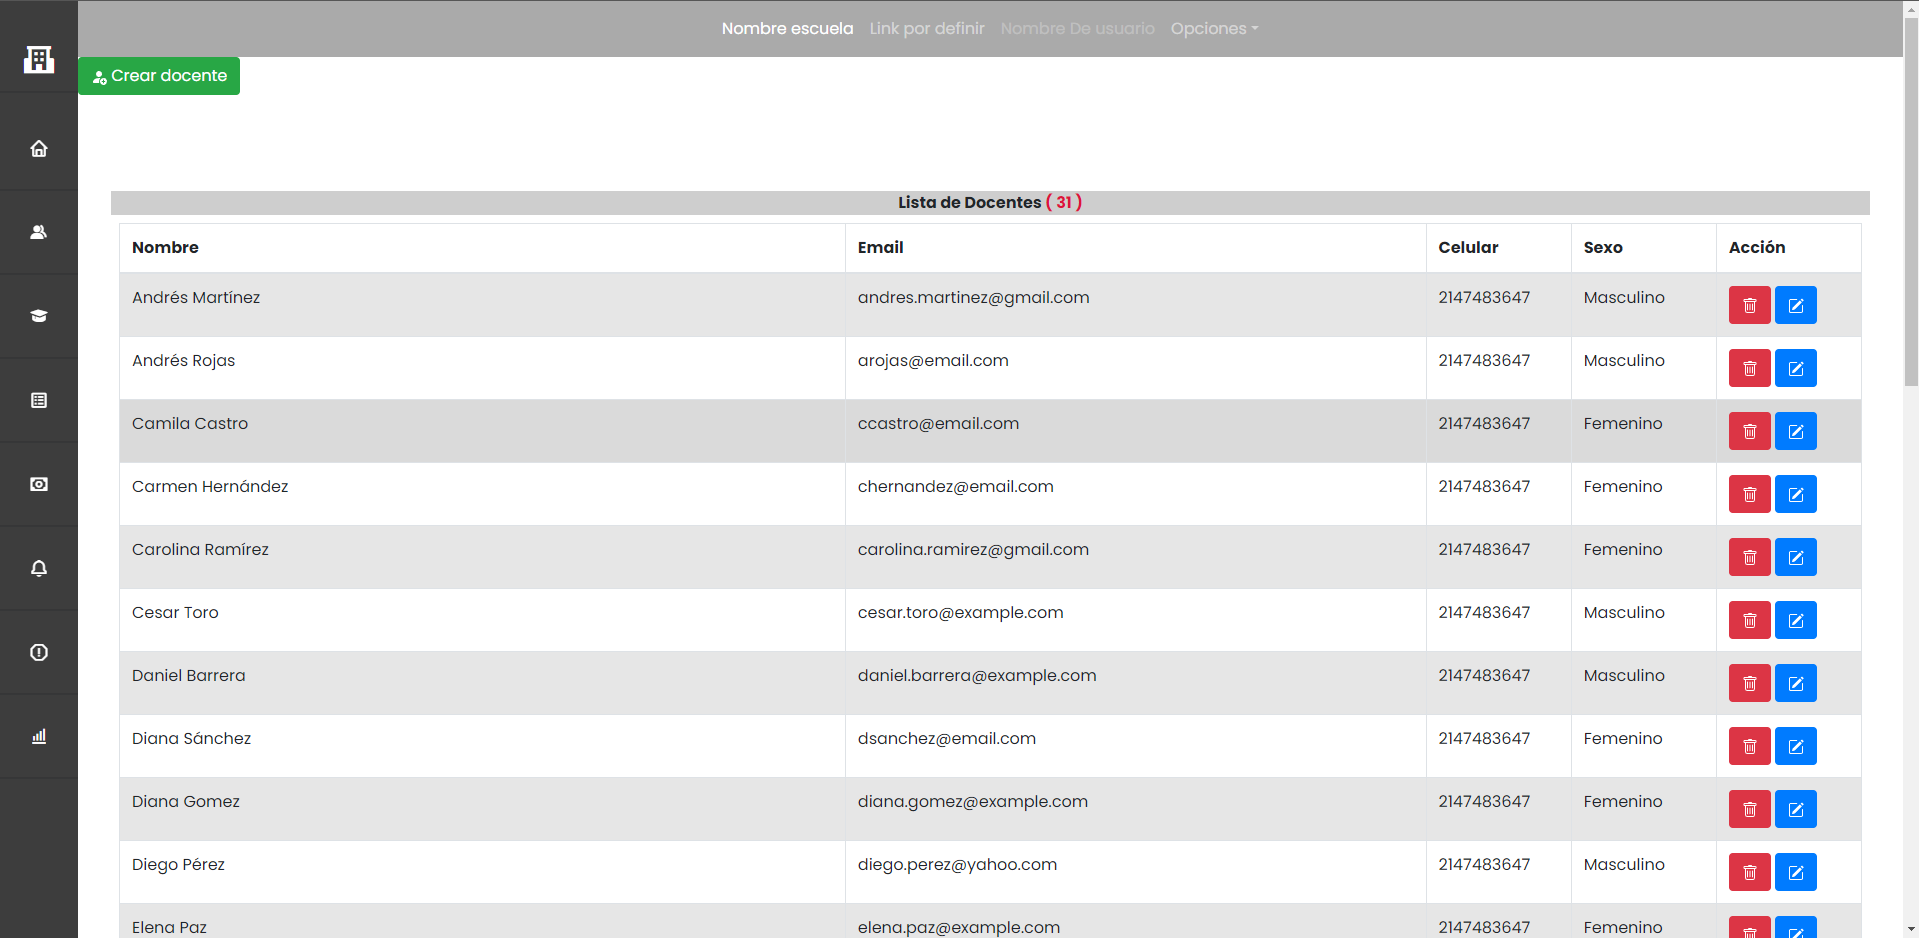 Nombre escuela Link por definir Nombre De usuario Opciones
Crear docente
Lista de Docentes ( 31 )
Nombre Email Celular Sexo Acción
Andrés Martínez andres.martinez@gmail.com 2147483647 Masculino
Andrés Rojas arojas@email.com 2147483647 Masculino
Camila Castro ccastro@email.com 2147483647 Femenino
Carmen Hernández chernandez@email.com 2147483647 Femenino
Carolina Ramírez carolina.ramirez@gmail.com 2147483647 Femenino
Cesar Toro cesar.toro@example.com 2147483647 Masculino
Daniel Barrera daniel.barrera@example.com 2147483647 Masculino
Diana Sánchez dsanchez@email.com 2147483647 Femenino
Diana Gomez diana.gomez@example.com 2147483647 Femenino
Diego Pérez diego.perez@yahoo.com 2147483647 Masculino
Elena Paz elena.paz@example.com 2147483647 Femenino